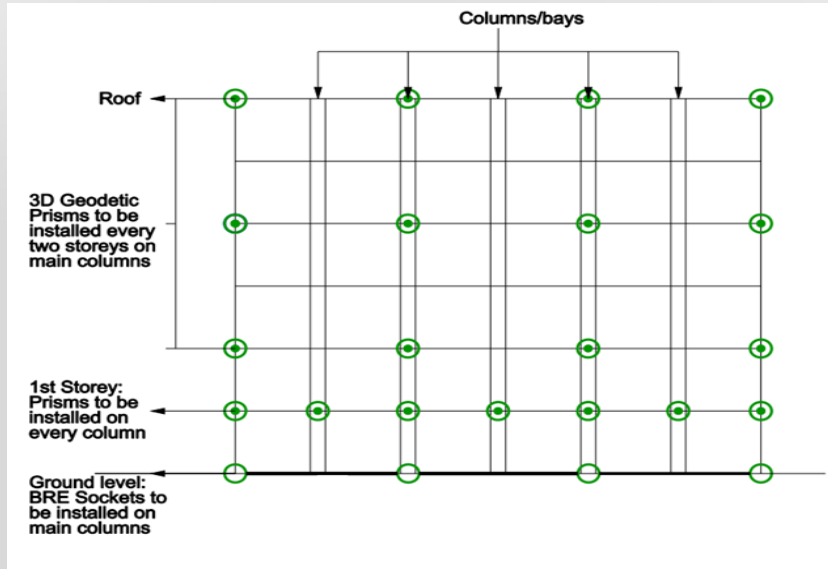 Columns/bays
Roof
3D Geodetic
Prisms to be
installed every
two storeys on
main columns
1st Storey:
Prisms to be
installed on
every column
Ground level:
BRE Sockets to
be installed on
main columns